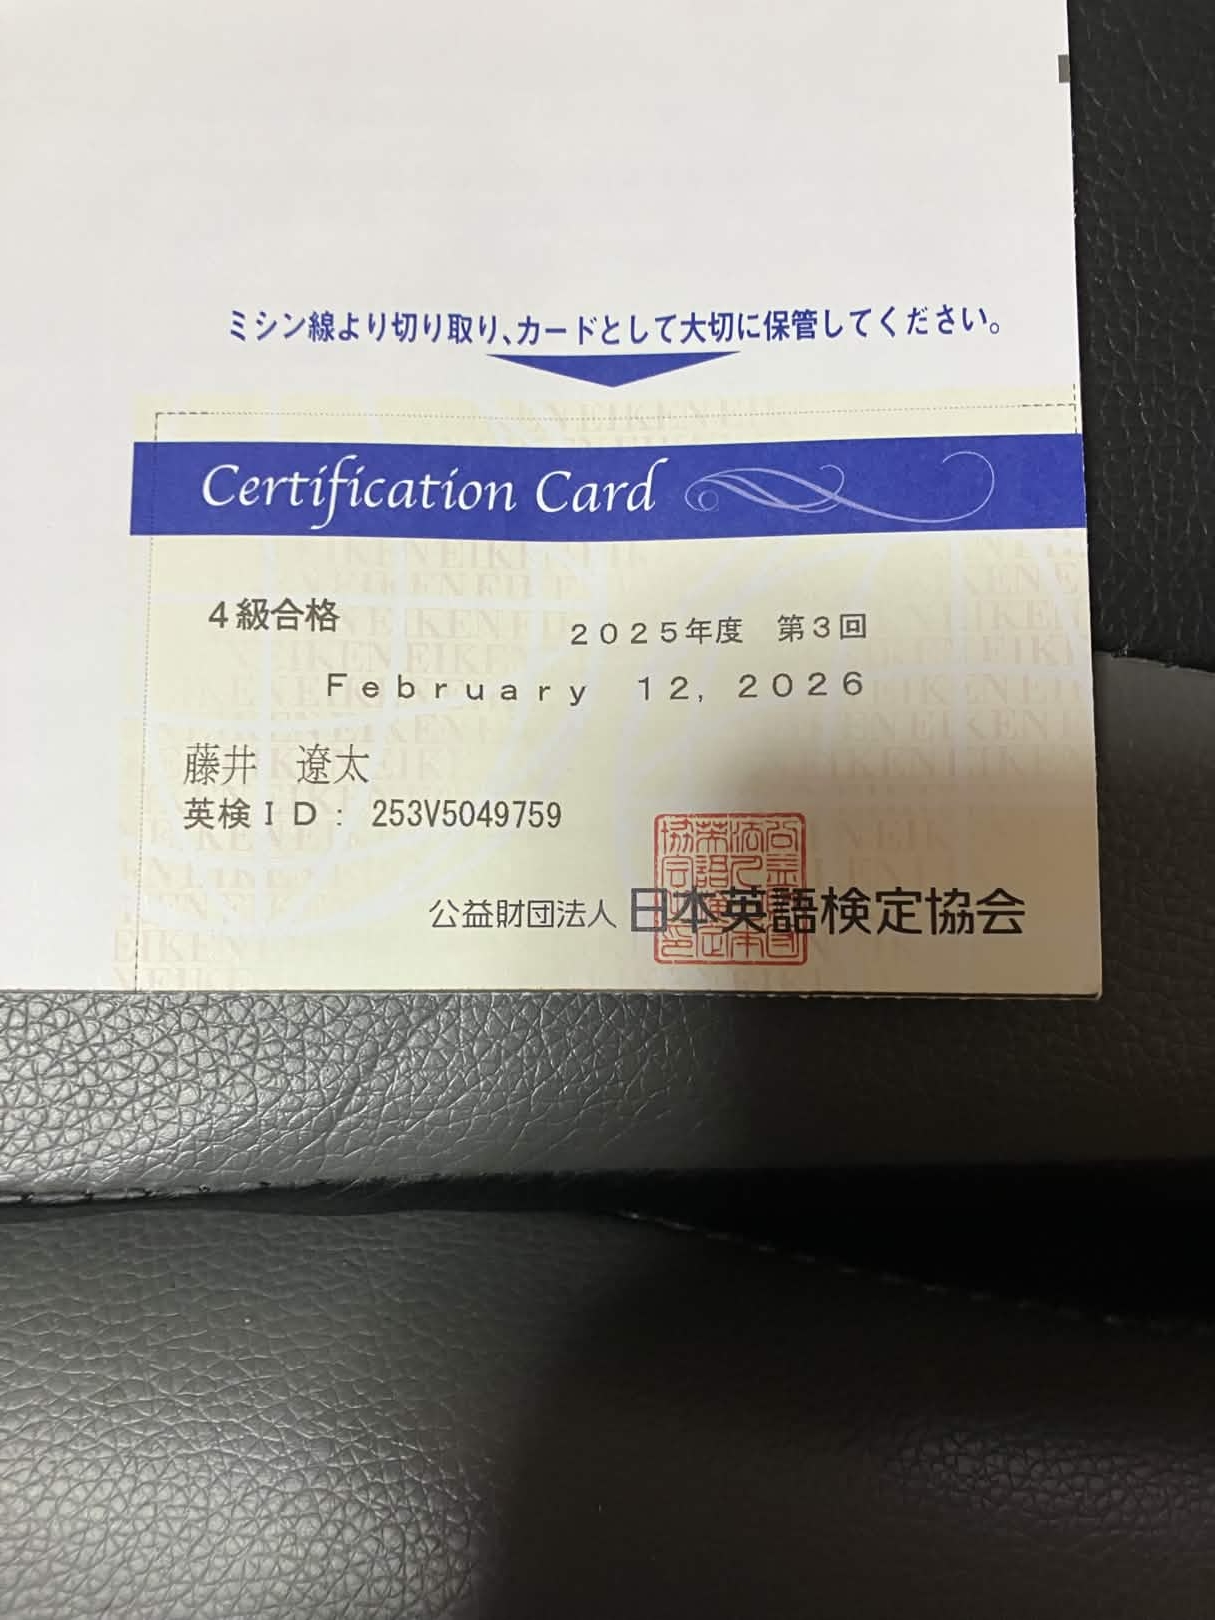 ミシン線より切り取り、カードとして大切に保管してください。
Certification Card
４級合格
２０２５年度　第３回
February 12, 2026
藤井　遼太
英検ＩＤ： 253V5049759
公益財団法人 日本英語検定協会